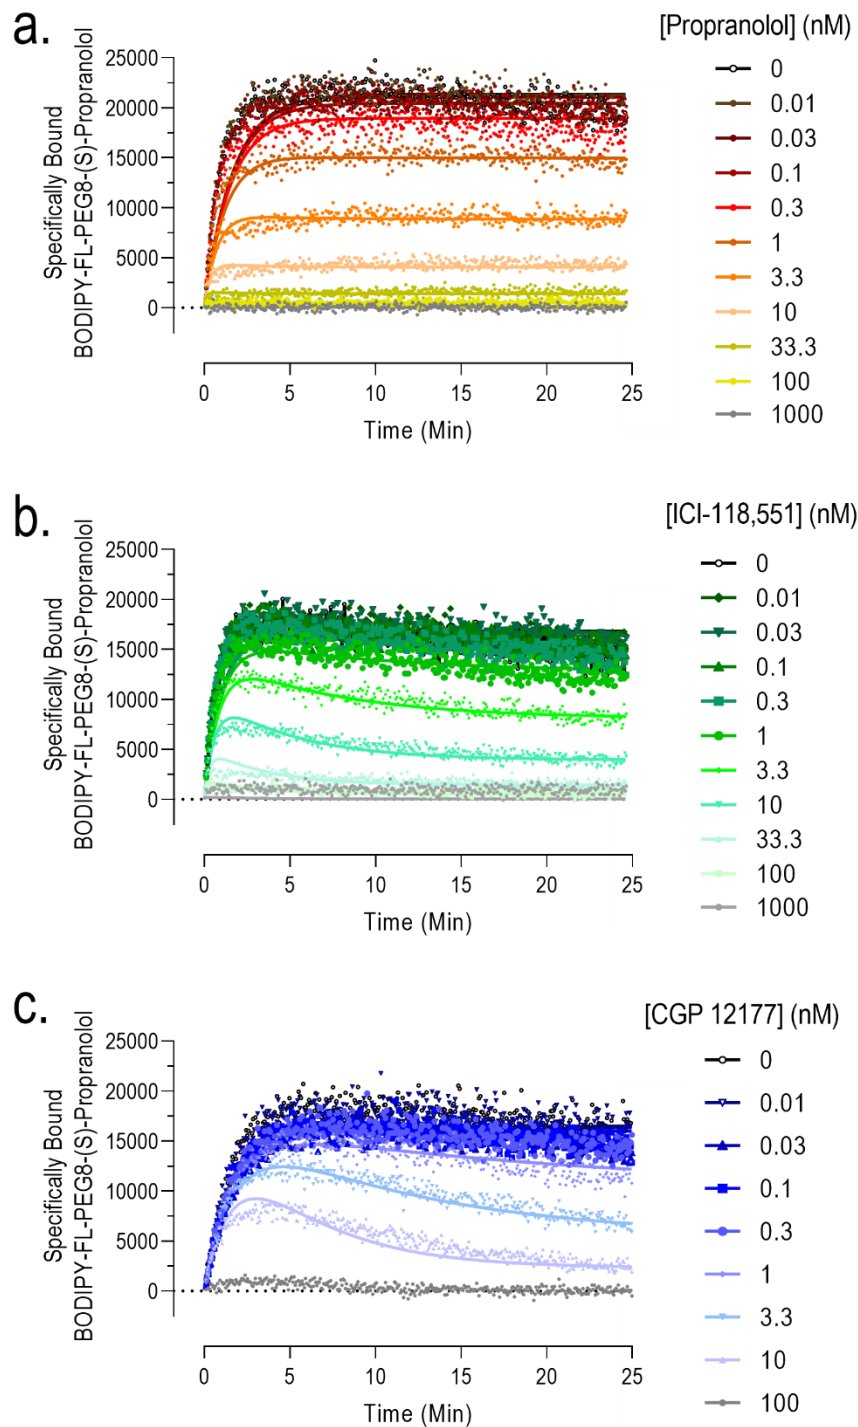 a.
[Propranolol] (nM)
Specifically Bound
BODIPY-FL-PEG8-(S)-Propranolol
25000
20000
15000
10000
5000
0
0 5 10 15 20 25
Time (Min)
0
0.01
0.03
0.1
0.3
1
3.3
10
33.3
100
1000
b.
[ICI-118,551] (nM)
Specifically Bound
BODIPY-FL-PEG8-(S)-Propranolol
25000
20000
15000
10000
5000
0
0 5 10 15 20 25
Time (Min)
0
0.01
0.03
0.1
0.3
1
3.3
10
33.3
100
1000
c.
[CGP 12177] (nM)
Specifically Bound
BODIPY-FL-PEG8-(S)-Propranolol
25000
20000
15000
10000
5000
0
0 5 10 15 20 25
Time (Min)
0
0.01
0.03
0.1
0.3
1
3.3
10
100